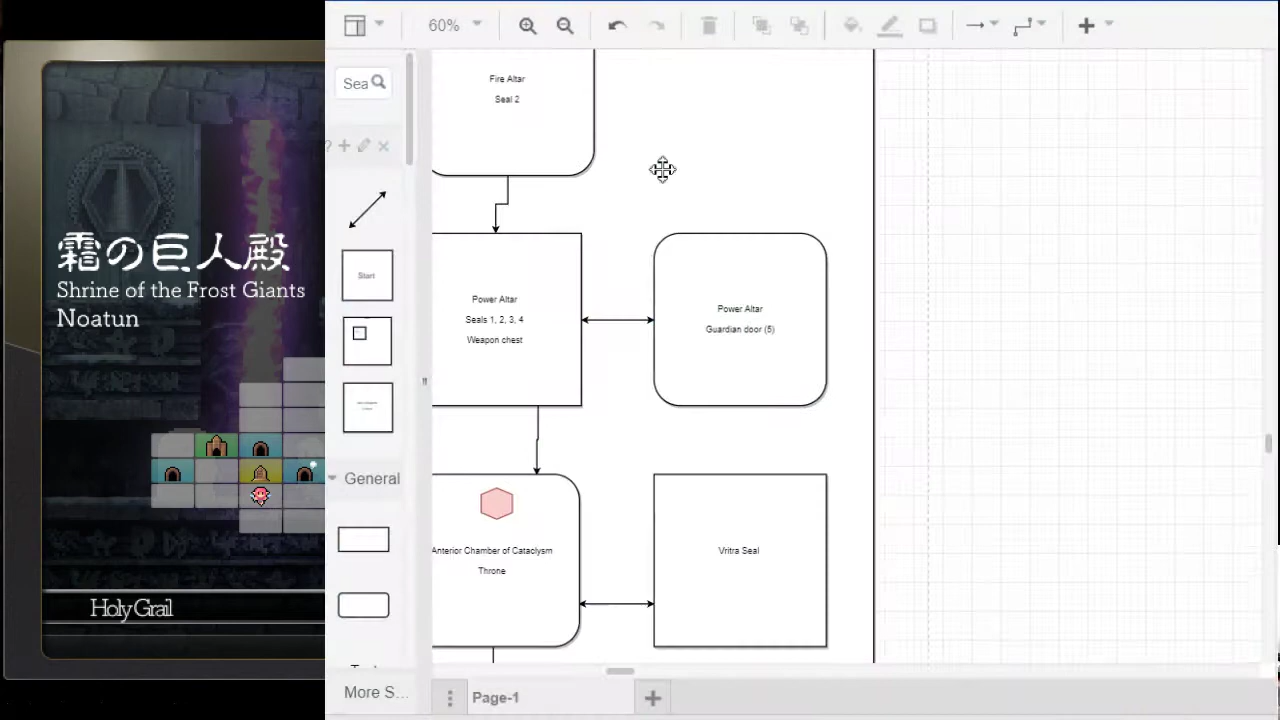 霜の巨人殿
Shrine of the Frost Giants
Noatun
Holy Grail
60%
Sea
?
Start
General
More S...
Page-1
Fire Altar
Seal 2
Power Altar
Seals 1, 2, 3, 4
Weapon chest
Power Altar
Guardian door (5)
Anterior Chamber of Cataclysm
Throne
Vritra Seal